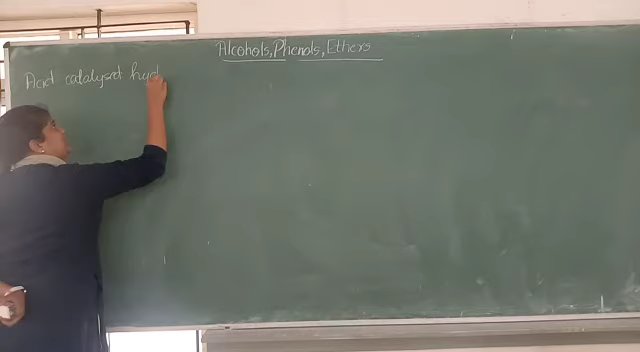 Alcohols, Phenols, Ethers
Acid catalysed hyd